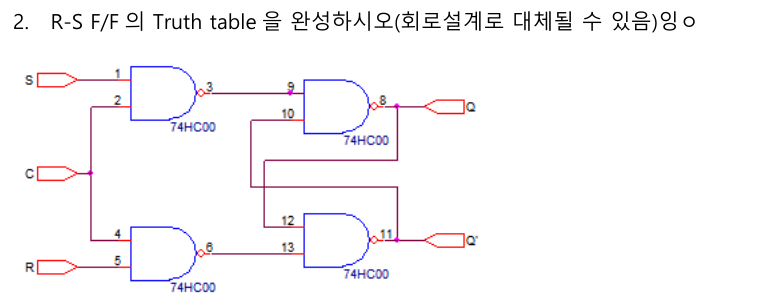 2. R-S F/F 의 Truth table 을 완성하시오(회로설계로 대체될 수 있음)잉ㅇ
S 1 3 9 8 Q
2 10
74HC00 74HC00
C
4 6 12 11 Q'
R 5 13
74HC00 74HC00